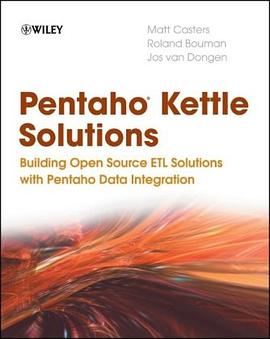 WILEY
Matt Casters
Roland Bouman
Jos van Dongen
Pentaho® Kettle
Solutions
Building Open Source ETL Solutions
with Pentaho Data Integration